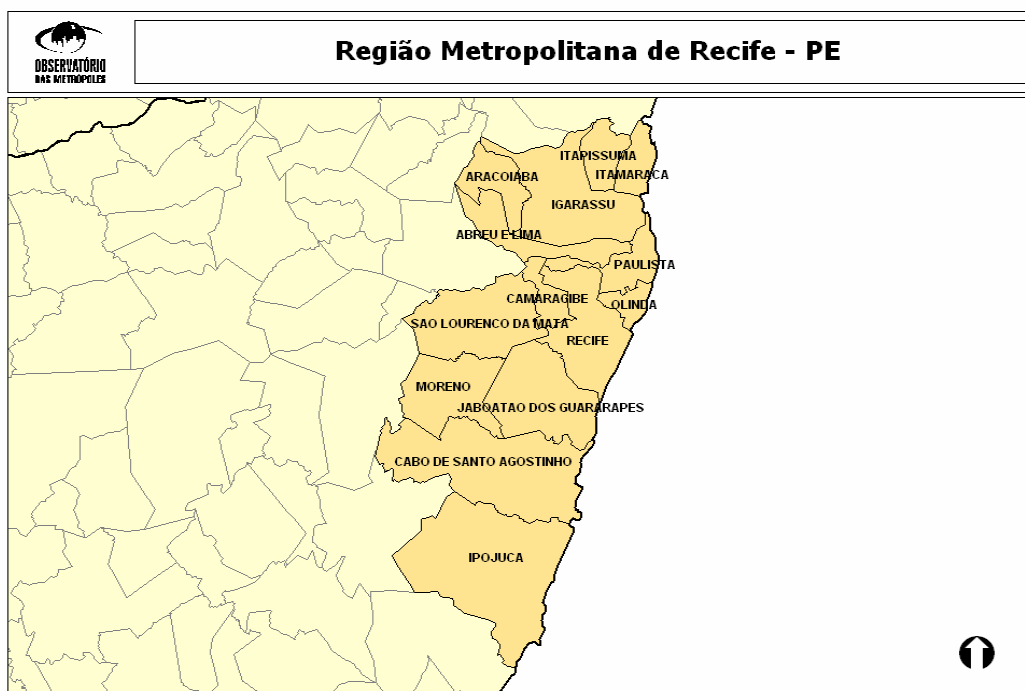 OBSERVATÓRIO
DAS METRÓPOLES
Região Metropolitana de Recife - PE
ITAPISSUMA
ARACOIABA
ITAMARACA
IGARASSU
ABREU E LIMA
PAULISTA
CAMARAGIBE
OLINDA
SAO LOURENCO DA MATA
RECIFE
MORENO
JABOATAO DOS GUARARAPES
CABO DE SANTO AGOSTINHO
IPOJUCA